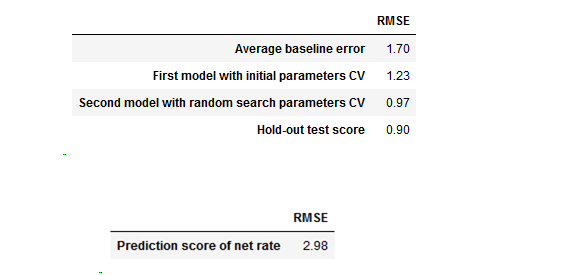 RMSE
Average baseline error 1.70
First model with initial parameters CV 1.23
Second model with random search parameters CV 0.97
Hold-out test score 0.90
RMSE
Prediction score of net rate 2.98